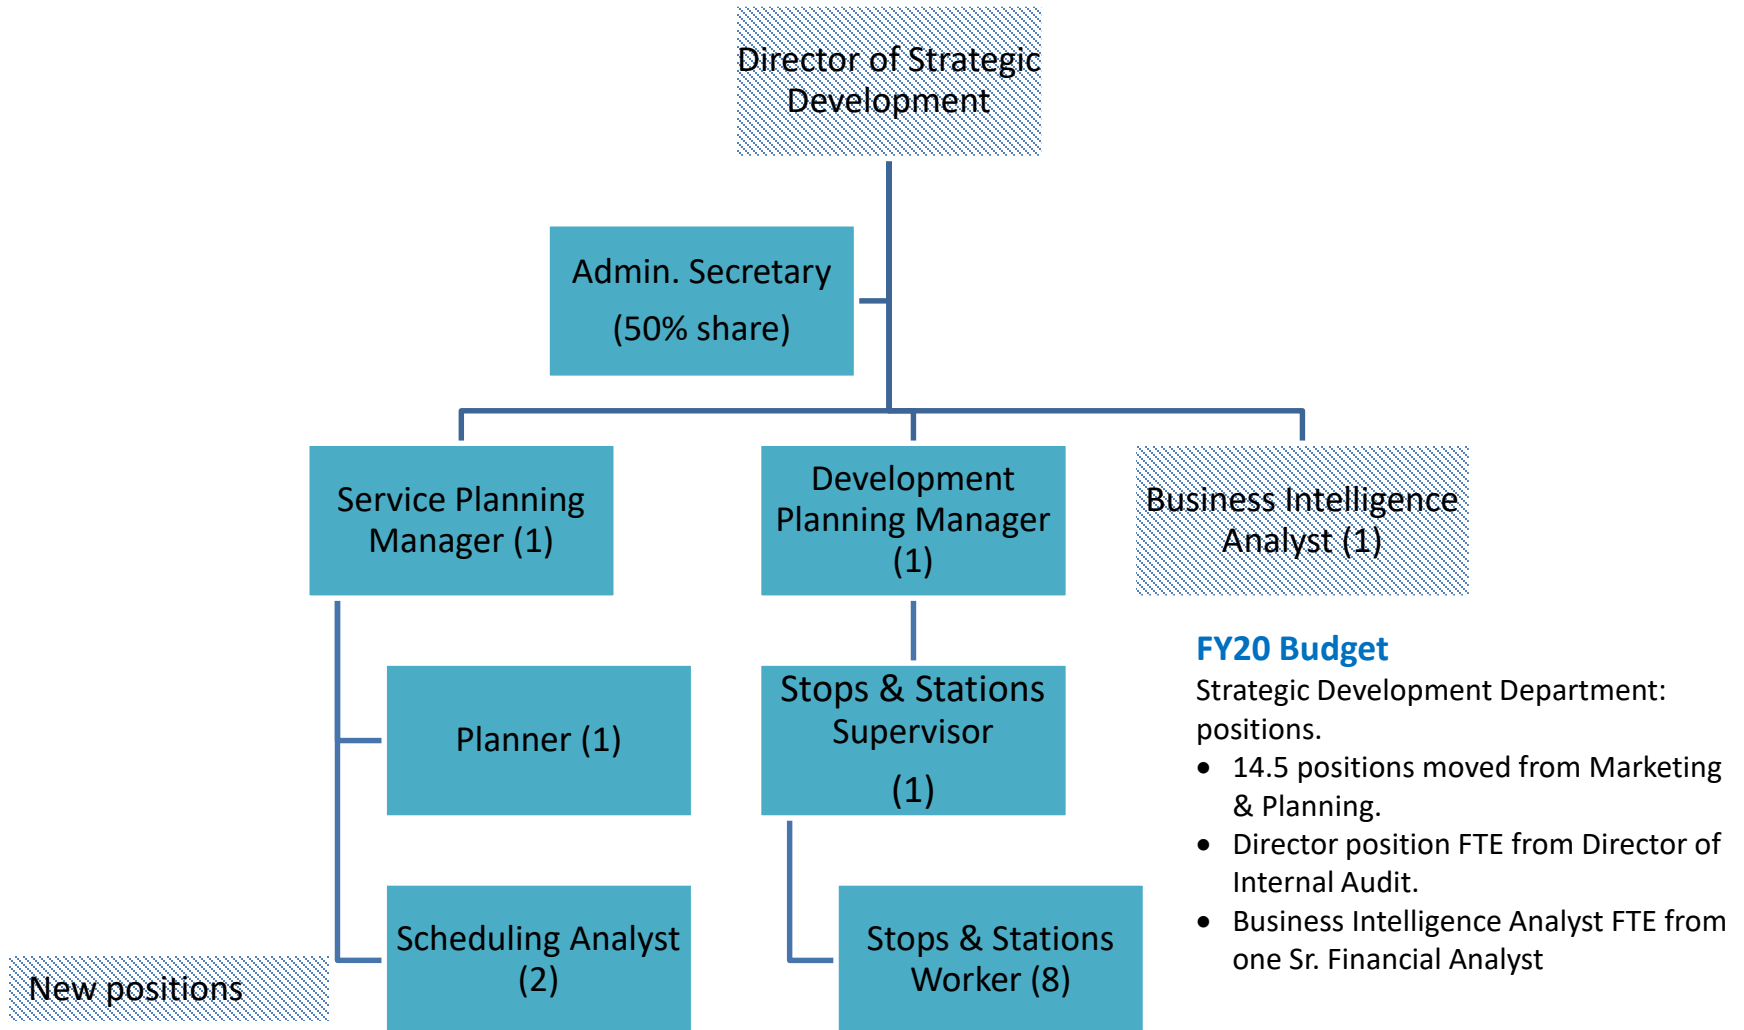 Director of Strategic
Development
Admin. Secretary
(50% share)
Service Planning
Manager (1)
Development
Planning Manager
(1)
Business Intelligence
Analyst (1)
Planner (1)
Stops & Stations
Supervisor
(1)
Scheduling Analyst
(2)
Stops & Stations
Worker (8)
FY20 Budget
Strategic Development Department:
positions.
• 14.5 positions moved from Marketing
& Planning.
• Director position FTE from Director of
Internal Audit.
• Business Intelligence Analyst FTE from
one Sr. Financial Analyst
New positions